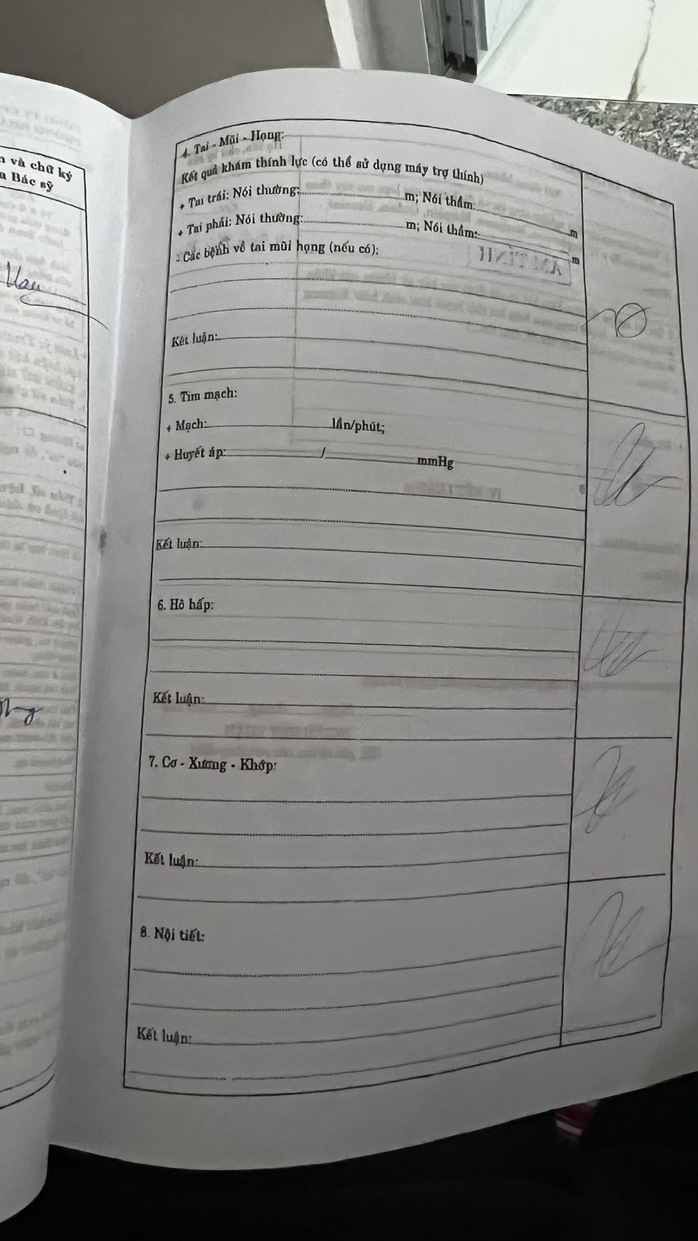 n và chữ ký
a Bác sỹ
4. Tai - Mũi - Họng:
Kết quả khám thính lực (có thể sử dụng máy trợ thính)
+ Tai trái: Nói thường: m; Nói thầm: m
+ Tai phải: Nói thường: m; Nói thầm: m
- Các bệnh về tai mũi họng (nếu có):
ÂM TÍNH
Kết luận:
5. Tim mạch:
+ Mạch: lần/phút;
+ Huyết áp: / mmHg
Kết luận:
6. Hô hấp:
Kết luận:
7. Cơ - Xương - Khớp:
Kết luận:
8. Nội tiết:
Kết luận: